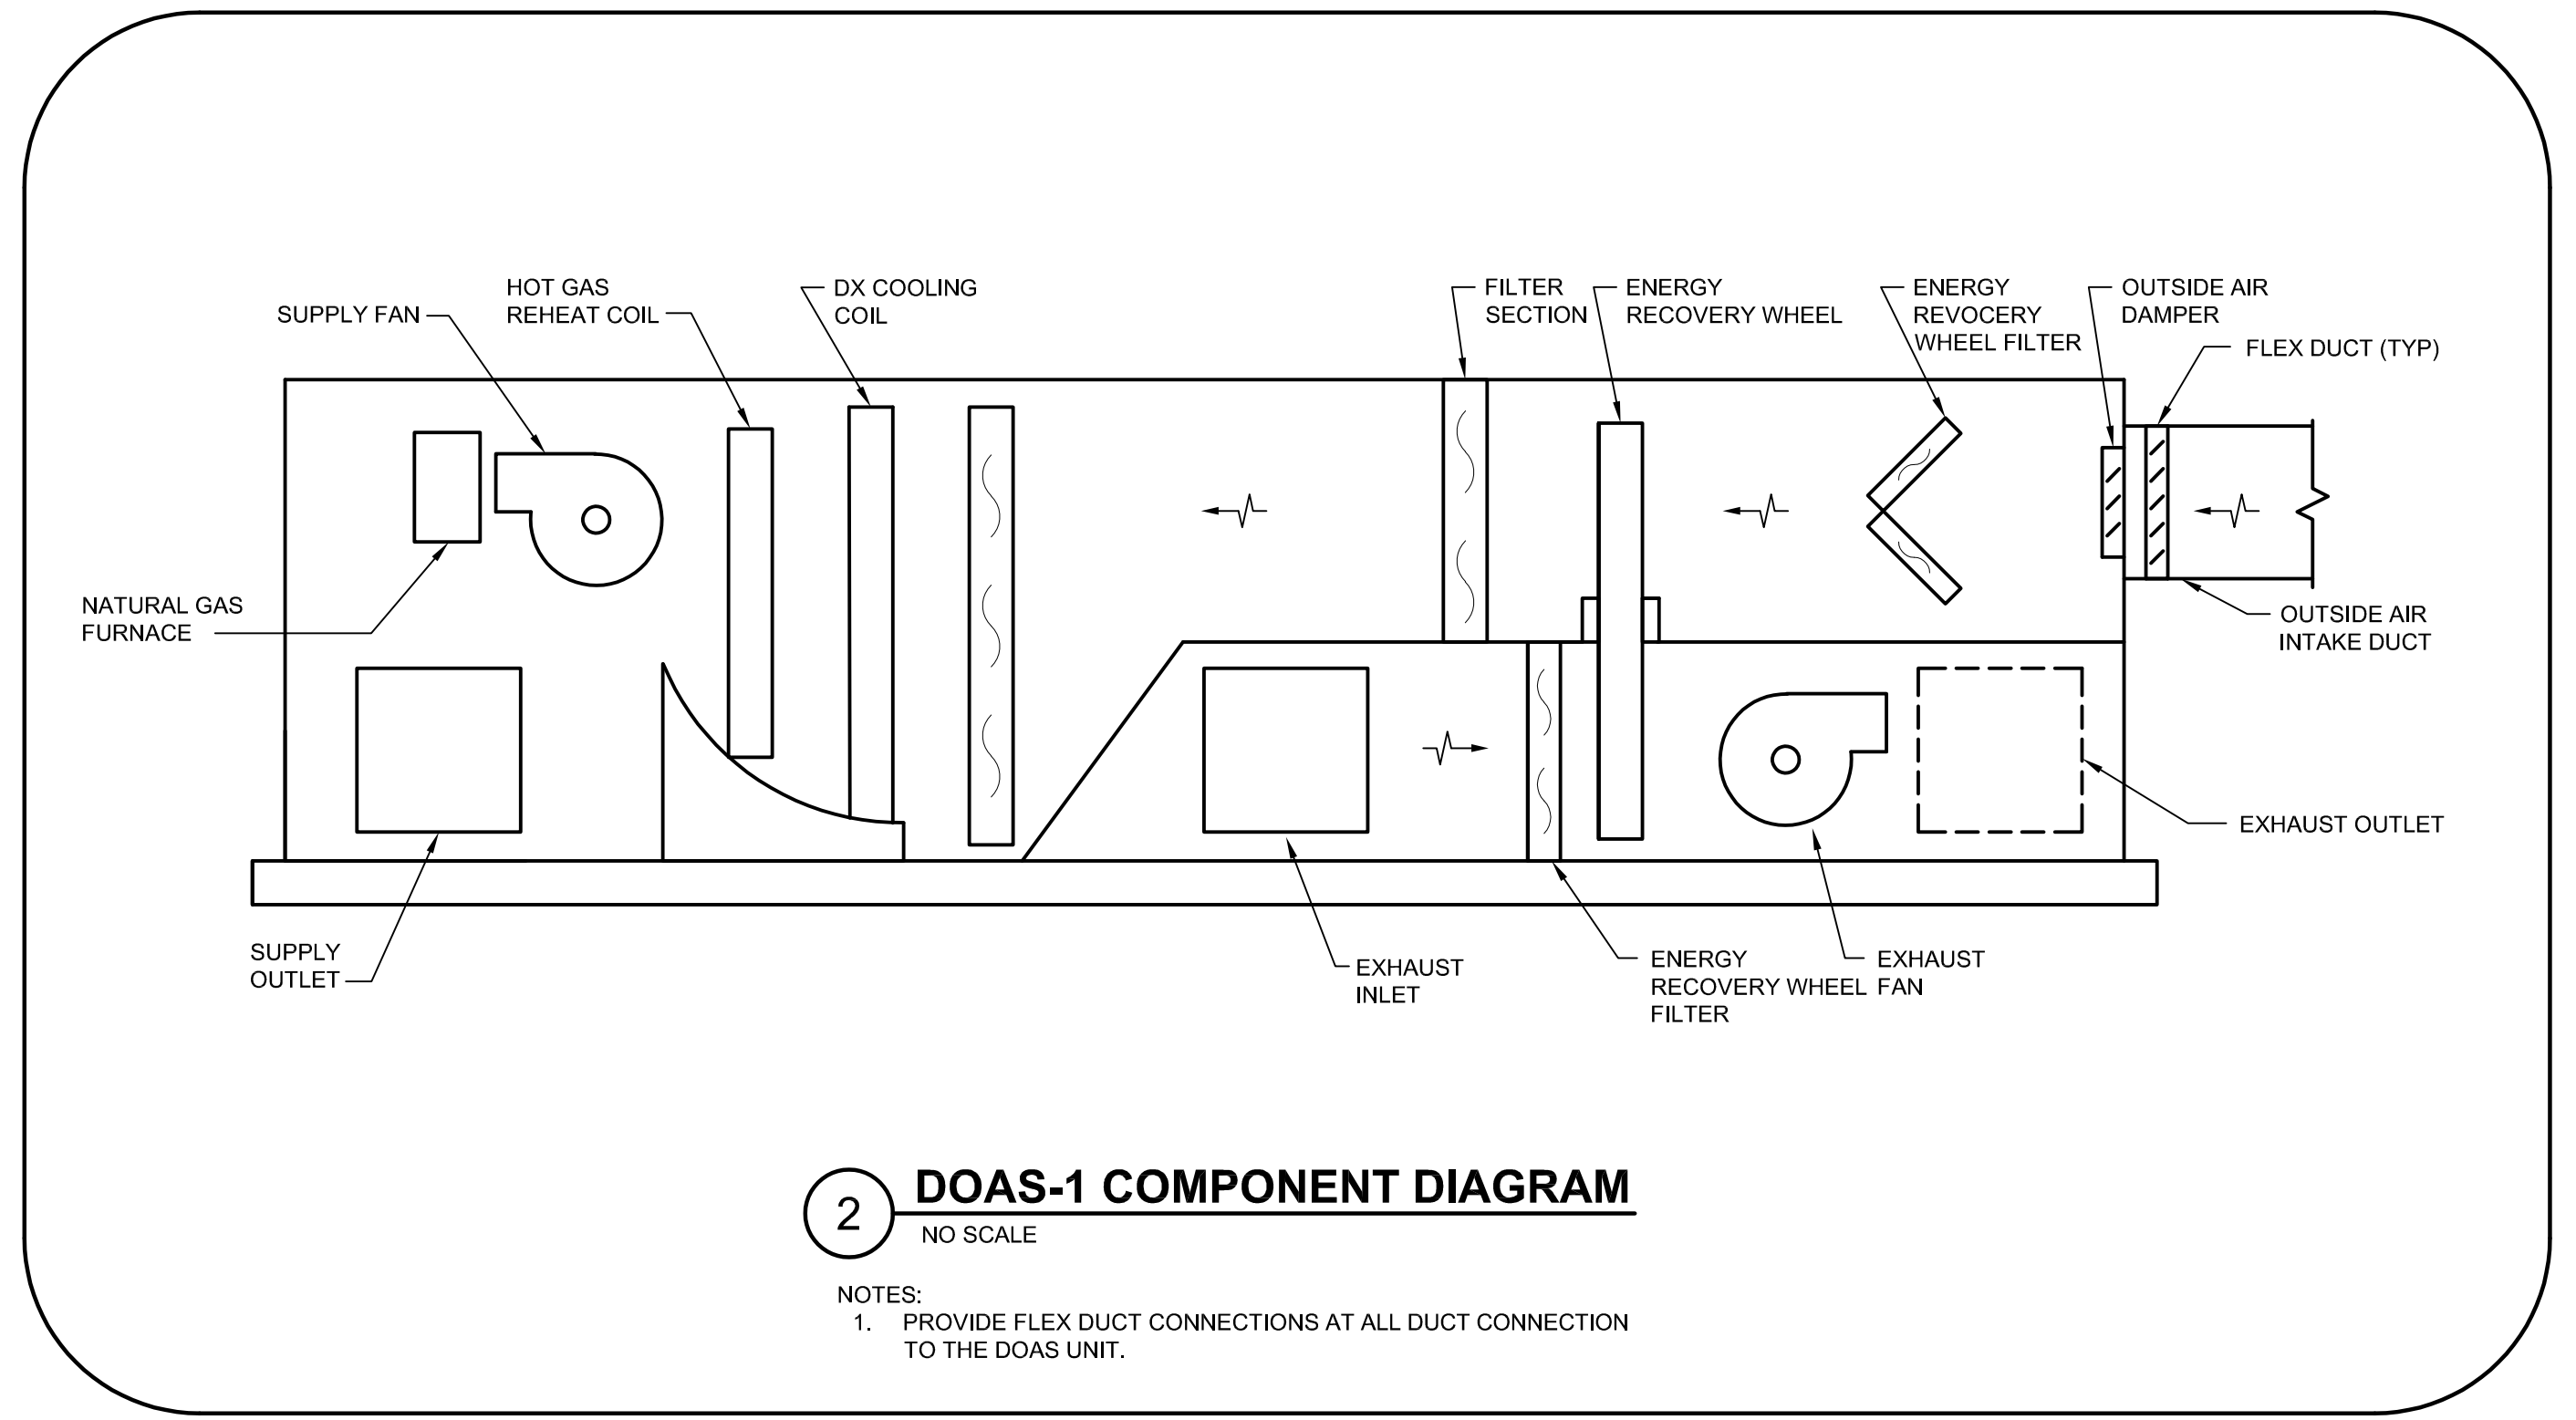 SUPPLY FAN
HOT GAS
REHEAT COIL
DX COOLING
COIL
FILTER
SECTION
ENERGY
RECOVERY WHEEL
ENERGY
REVOCERY
WHEEL FILTER
OUTSIDE AIR
DAMPER
FLEX DUCT (TYP)
NATURAL GAS
FURNACE
OUTSIDE AIR
INTAKE DUCT
EXHAUST OUTLET
SUPPLY
OUTLET
EXHAUST
INLET
ENERGY
RECOVERY WHEEL
FILTER
EXHAUST
FAN
2
DOAS-1 COMPONENT DIAGRAM
NO SCALE
NOTES:
1. PROVIDE FLEX DUCT CONNECTIONS AT ALL DUCT CONNECTION
TO THE DOAS UNIT.